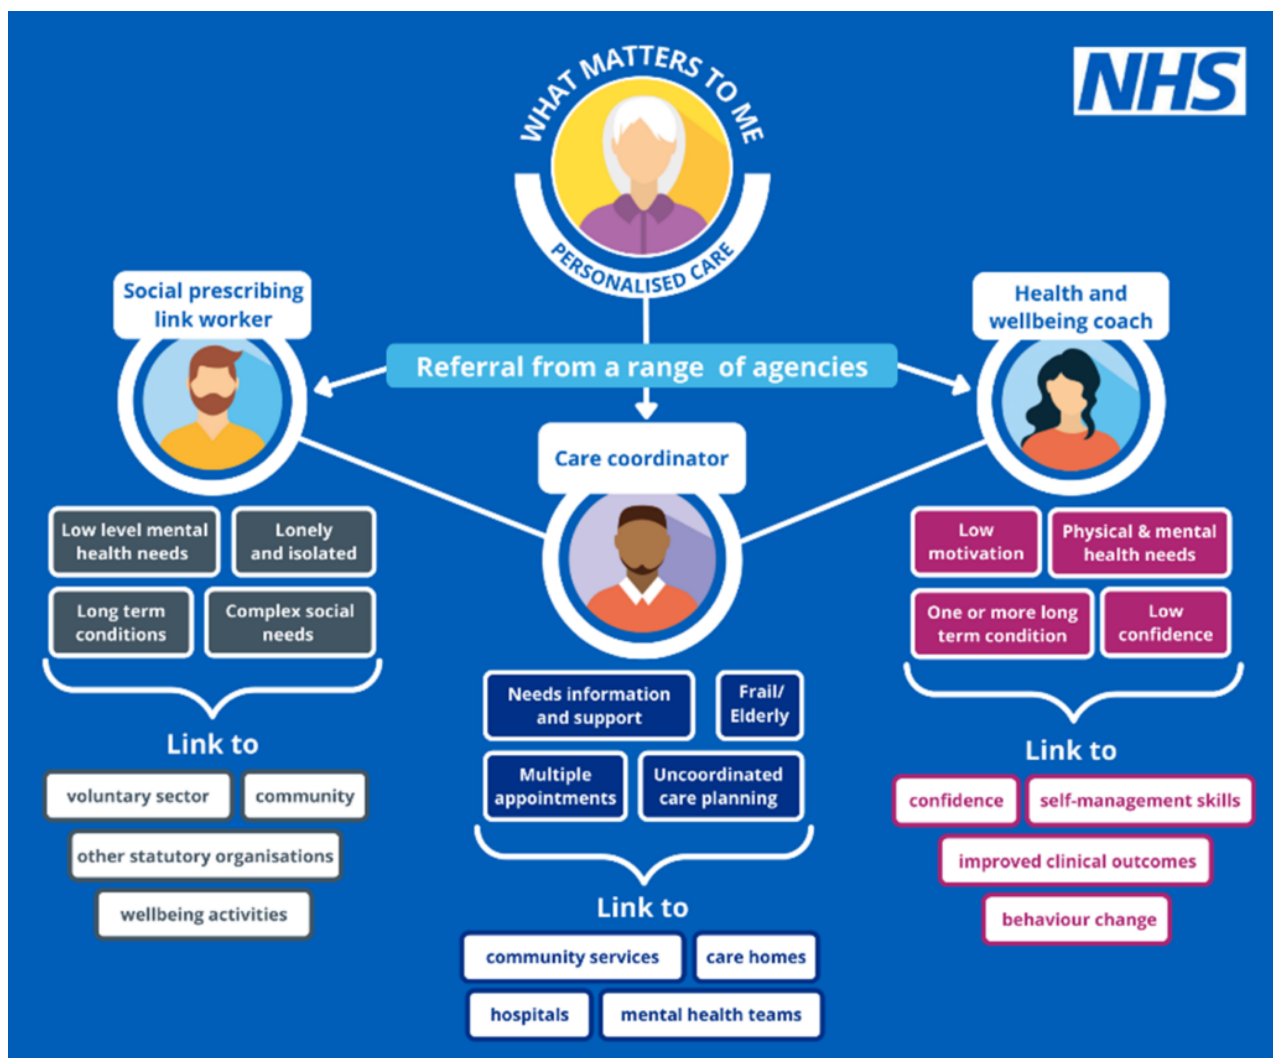 WHAT MATTERS TO ME
NHS
PERSONALISED CARE
Social prescribing
link worker
Health and
wellbeing coach
Referral from a range of agencies
Care coordinator
Low level mental
health needs
Lonely
and isolated
Long term
conditions
Complex social
needs
Link to
voluntary sector
community
other statutory organisations
wellbeing activities
Needs information
and support
Frail/
Elderly
Multiple
appointments
Uncoordinated
care planning
Link to
community services
care homes
hospitals
mental health teams
Low
motivation
Physical & mental
health needs
One or more long
term condition
Low
confidence
Link to
confidence
self-management skills
improved clinical outcomes
behaviour change